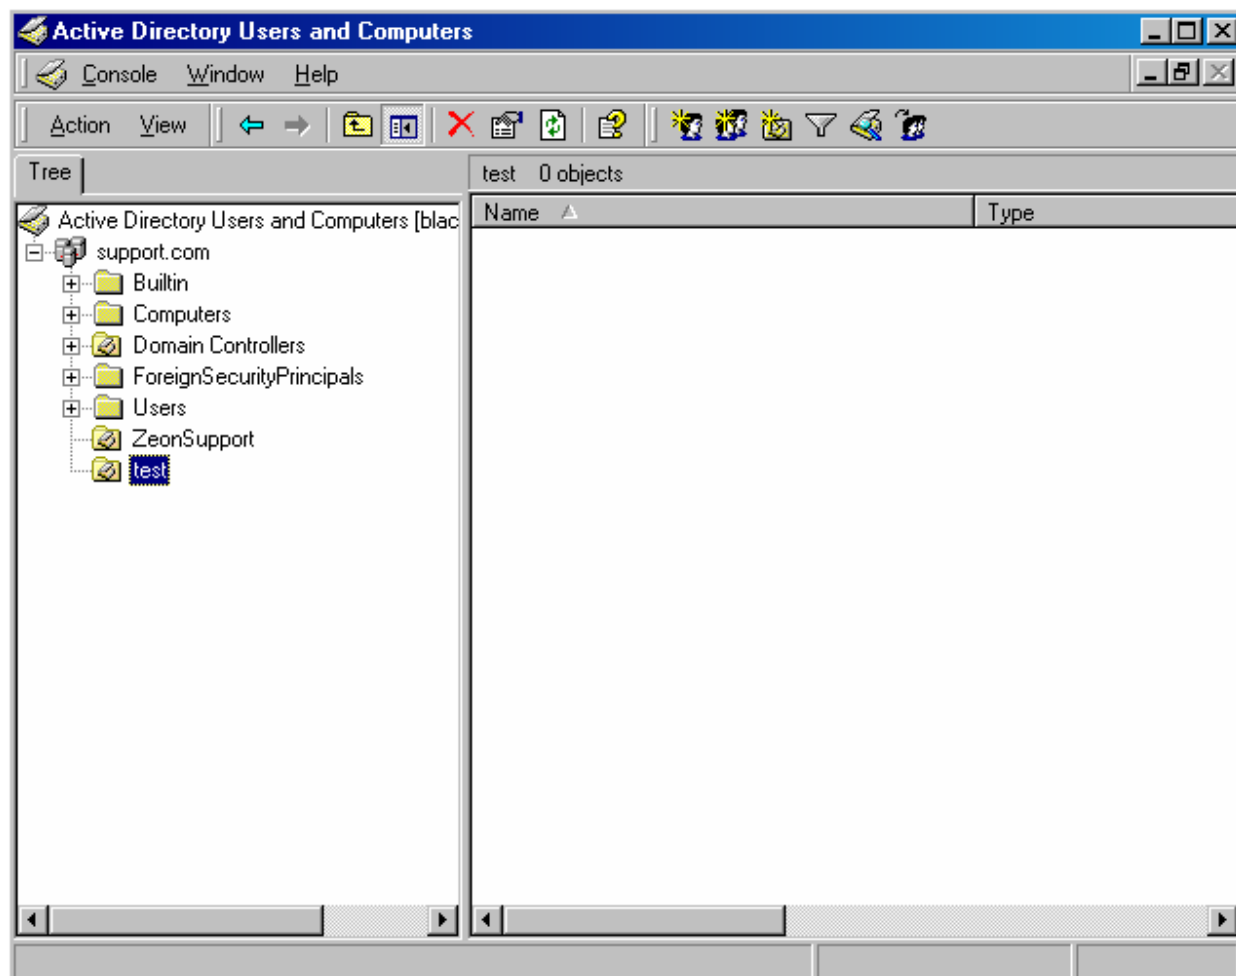 Active Directory Users and Computers
Console Window Help
Action View
Tree
test 0 objects
Name Type
Active Directory Users and Computers [blac
support.com
Builtin
Computers
Domain Controllers
ForeignSecurityPrincipals
Users
ZeonSupport
test